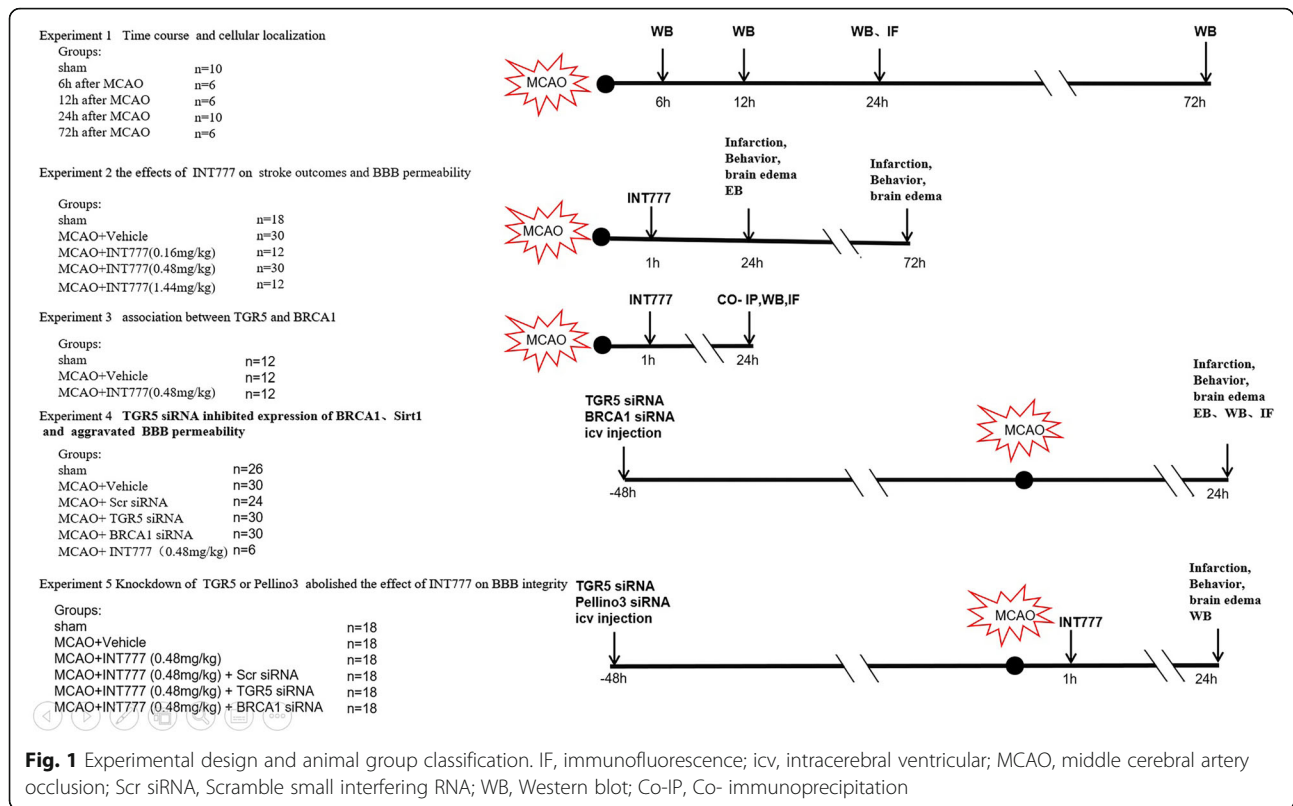 Experiment 1 Time course and cellular localization
Groups:
sham n=10
6h after MCAO n=6
12h after MCAO n=6
24h after MCAO n=10
72h after MCAO n=6
WB WB WB、IF WB
MCAO
6h 12h 24h 72h
Experiment 2 the effects of INT777 on stroke outcomes and BBB permeability
Groups:
sham n=18
MCAO+Vehicle n=30
MCAO+INT777(0.16mg/kg) n=12
MCAO+INT777(0.48mg/kg) n=30
MCAO+INT777(1.44mg/kg) n=12
Infarction,
Behavior,
brain edema
EB
Infarction,
Behavior,
brain edema
INT777
MCAO
1h 24h 72h
Experiment 3 association between TGR5 and BRCA1
Groups:
sham n=12
MCAO+Vehicle n=12
MCAO+INT777(0.48mg/kg) n=12
INT777 CO- IP,WB,IF
MCAO
1h 24h
Experiment 4 TGR5 siRNA inhibited expression of BRCA1、Sirt1
and aggravated BBB permeability
Groups:
sham n=26
MCAO+Vehicle n=30
MCAO+ Scr siRNA n=24
MCAO+ TGR5 siRNA n=30
MCAO+ BRCA1 siRNA n=30
MCAO+ INT777（0.48mg/kg) n=6
TGR5 siRNA
BRCA1 siRNA
icv injection
MCAO
Infarction,
Behavior,
brain edema
EB、WB、IF
-48h 24h
Experiment 5 Knockdown of TGR5 or Pellino3 abolished the effect of INT777 on BBB integrity
Groups:
sham n=18
MCAO+Vehicle n=18
MCAO+INT777 (0.48mg/kg) n=18
MCAO+INT777 (0.48mg/kg) + Scr siRNA n=18
MCAO+INT777 (0.48mg/kg) + TGR5 siRNA n=18
MCAO+INT777 (0.48mg/kg) + BRCA1 siRNA n=18
TGR5 siRNA
Pellino3 siRNA
icv injection
MCAO
INT777
Infarction,
Behavior,
brain edema
WB
-48h 1h 24h
Fig. 1 Experimental design and animal group classification. IF, immunofluorescence; icv, intracerebral ventricular; MCAO, middle cerebral artery
occlusion; Scr siRNA, Scramble small interfering RNA; WB, Western blot; Co-IP, Co- immunoprecipitation